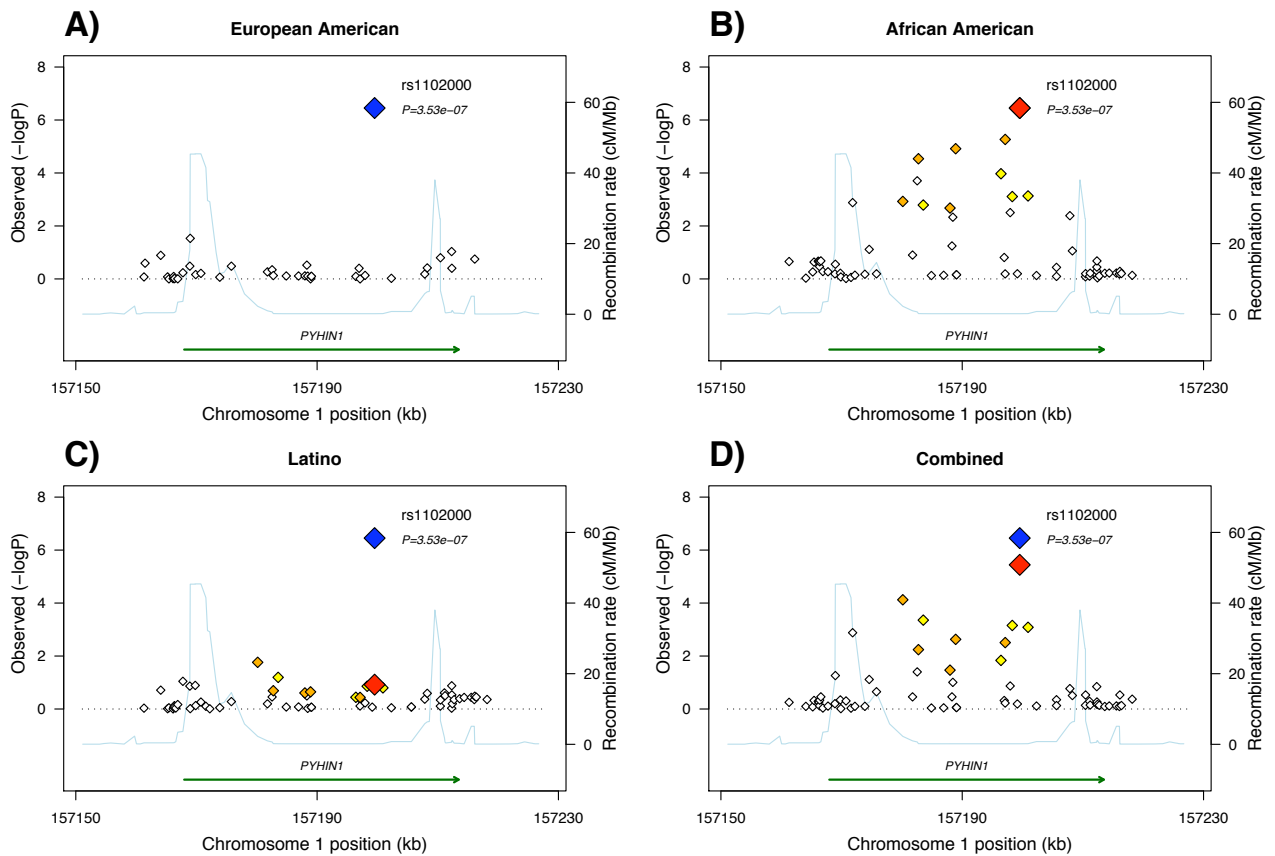 A)
European American
8
6
4
2
0
Observed (−logP)
60
40
20
0
Recombination rate (cM/Mb)
rs1102000
P=3.53e−07
PYHIN1
157150
157190
157230
Chromosome 1 position (kb)
B)
African American
8
6
4
2
0
Observed (−logP)
60
40
20
0
Recombination rate (cM/Mb)
rs1102000
P=3.53e−07
PYHIN1
157150
157190
157230
Chromosome 1 position (kb)
C)
Latino
8
6
4
2
0
Observed (−logP)
60
40
20
0
Recombination rate (cM/Mb)
rs1102000
P=3.53e−07
PYHIN1
157150
157190
157230
Chromosome 1 position (kb)
D)
Combined
8
6
4
2
0
Observed (−logP)
60
40
20
0
Recombination rate (cM/Mb)
rs1102000
P=3.53e−07
PYHIN1
157150
157190
157230
Chromosome 1 position (kb)